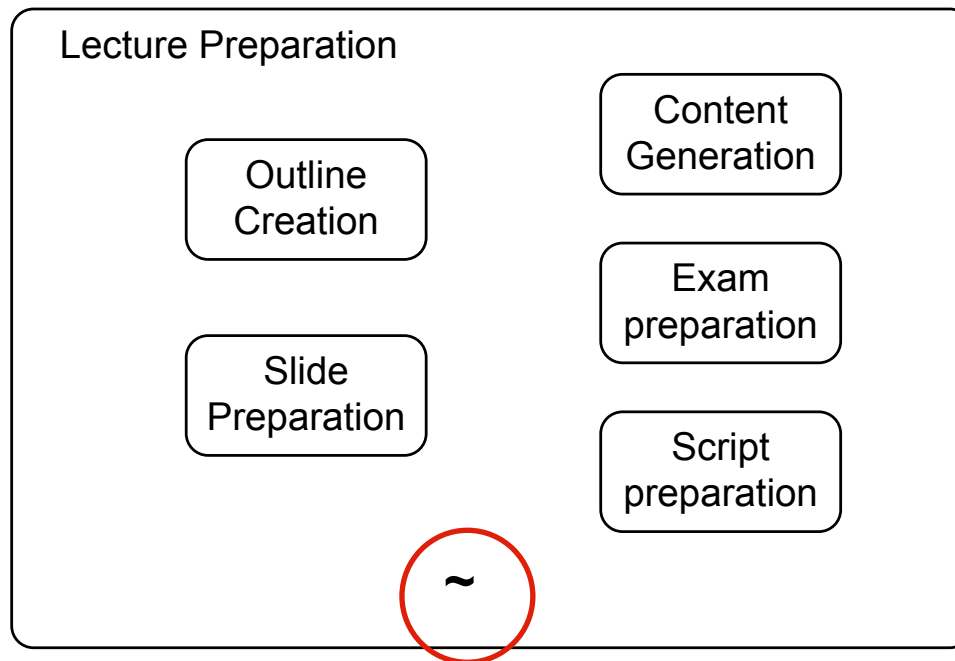 Lecture Preparation
Outline
Creation
Slide
Preparation
Content
Generation
Exam
preparation
Script
preparation
~